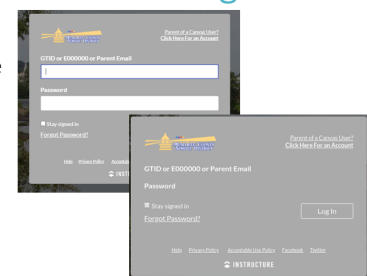 Parent of a Canvas User?
Click Here For an Account
GTID or E000000 or Parent Email
Password
Stay signed in
Forgot Password?
Help Privacy Policy
Parent of a Canvas User?
Click Here For an Account
GTID or E000000 or Parent Email
Password
Stay signed in
Log In
Forgot Password?
Help Privacy Policy Acceptable Use Policy Facebook Twitter
INSTRUCTURE